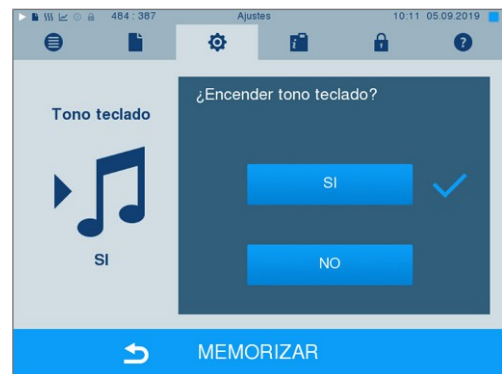 484 : 387 Ajustes 10:11 05.09.2019
Tono teclado
SI
¿Encender tono teclado?
SI
NO
MEMORIZAR